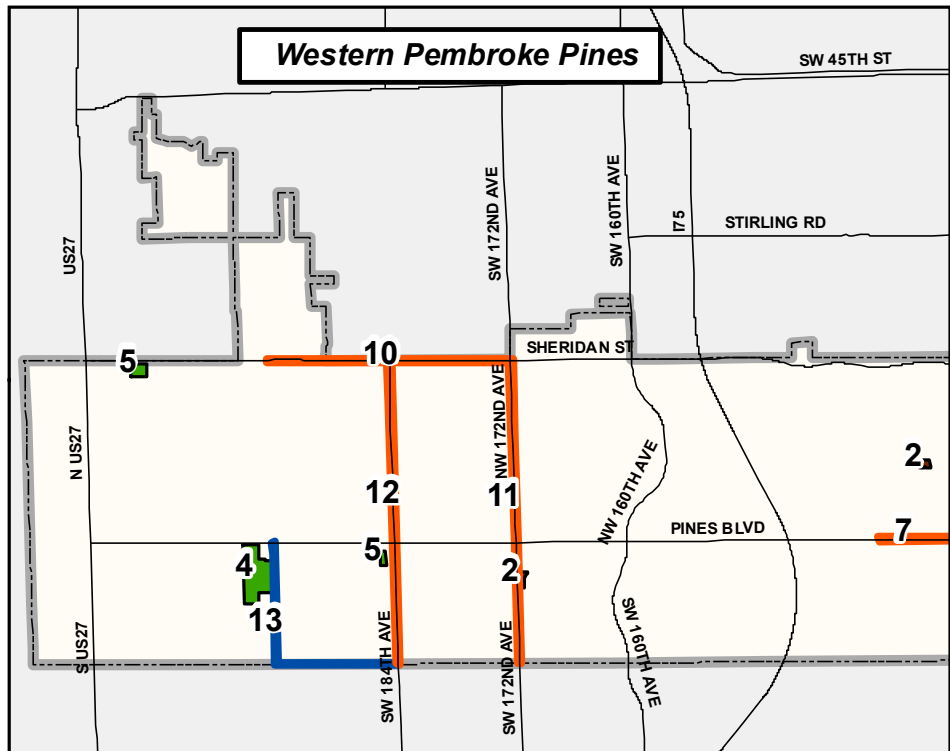 Western Pembroke Pines
SW 45TH ST
US27
SW 172ND AVE
SW 160TH AVE
I75
STIRLING RD
SHERIDAN ST
5
10
N US27
NW 172ND AVE
NW 160TH AVE
2
12
11
PINES BLVD
7
4
5
2
13
S US27
SW 184TH AVE
SW 172ND AVE
SW 160TH AVE